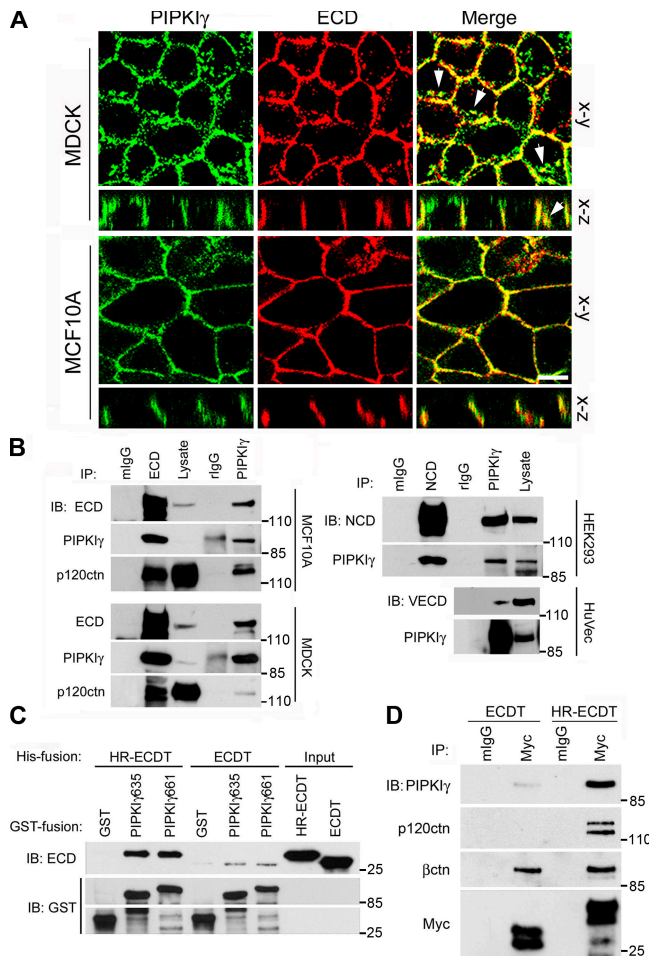 A
PIPKIγ ECD Merge
MDCK
x-y
x-z
MCF10A
x-y
x-z
B
IP: mIgG ECD Lysate rIgG PIPKIγ
IB: ECD
110
PIPKIγ
85
p120ctn
110
MCF10A
ECD
110
PIPKIγ
85
p120ctn
110
MDCK
IP: mIgG NCD rIgG PIPKIγ Lysate
IB: NCD
110
PIPKIγ
85
HEK293
IB: VECD
110
PIPKIγ
85
HuVec
C
His-fusion: HR-ECDT ECDT Input
GST-fusion: GST PIPKIγ635 PIPKIγ661 GST PIPKIγ635 PIPKIγ661 HR-ECDT ECDT
IB: ECD
25
IB: GST
85
25
D
ECDT HR-ECDT
IP: mIgG Myc mIgG Myc
IB: PIPKIγ
85
p120ctn
110
βctn
85
Myc
25